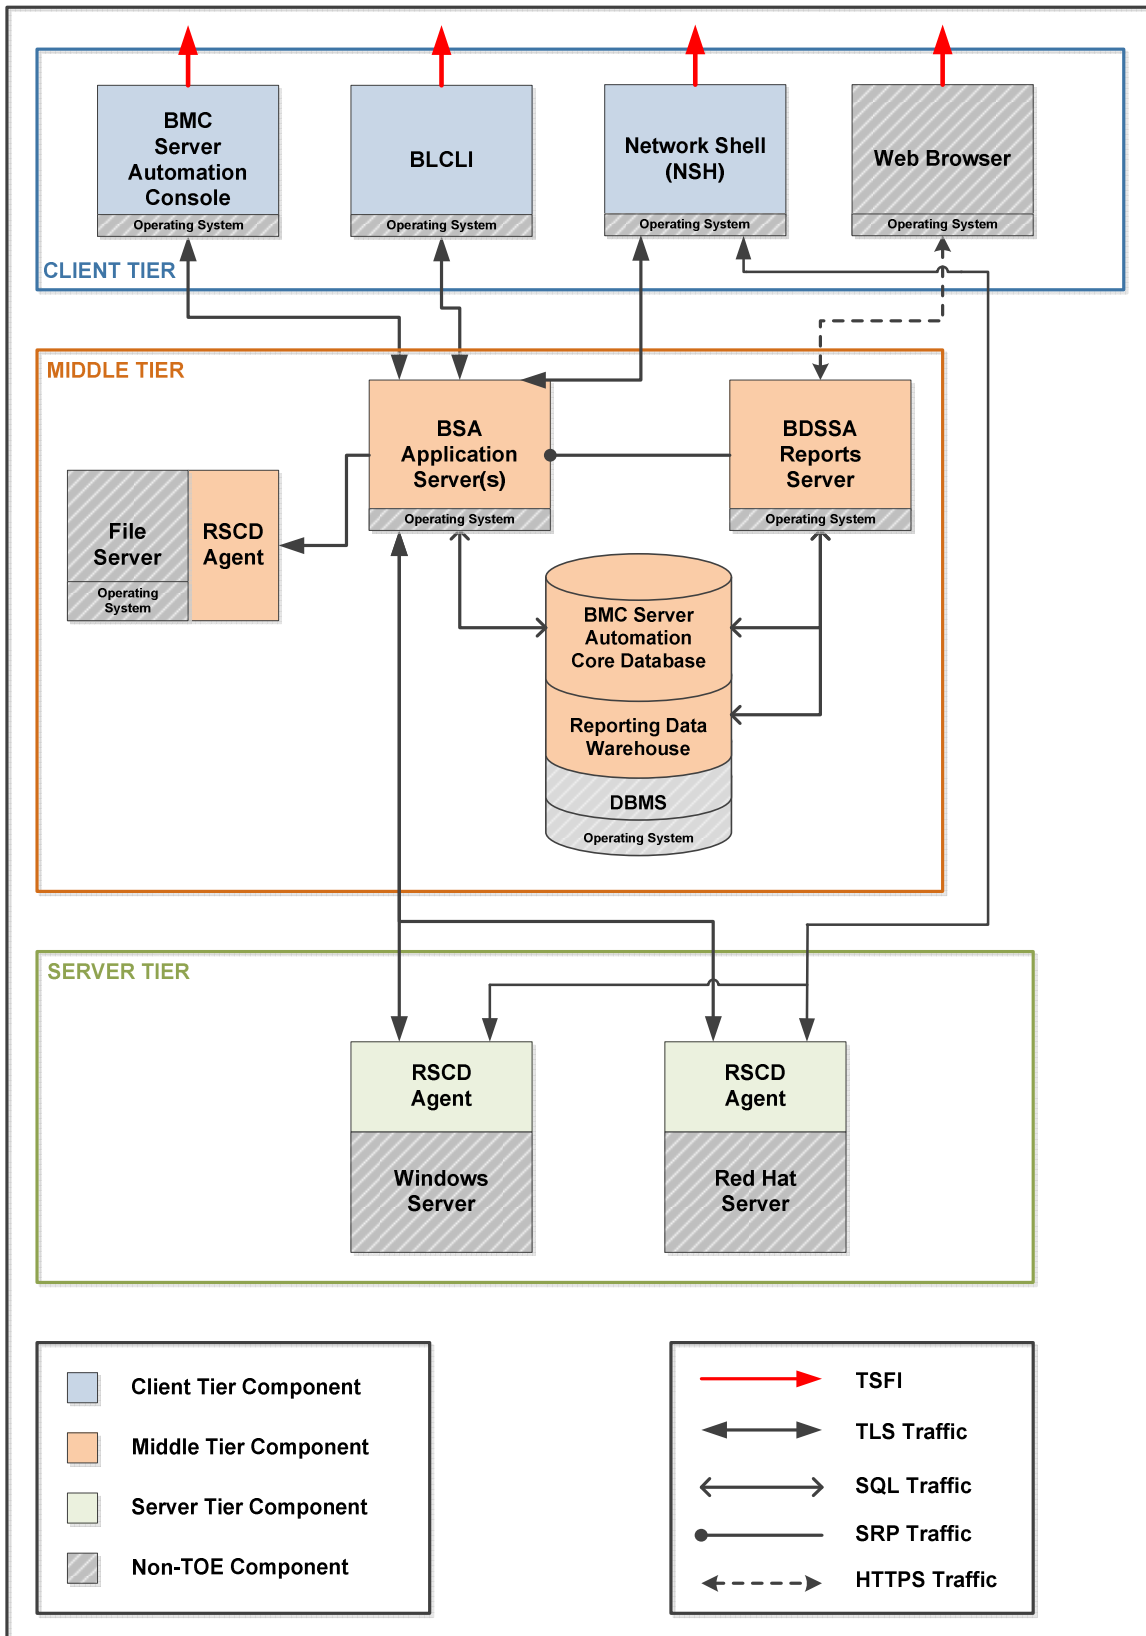 BMC
Server
Automation
Console
Operating System
BLCLI
Operating System
Network Shell
(NSH)
Operating System
Web Browser
Operating System
CLIENT TIER
MIDDLE TIER
BSA
Application
Server(s)
Operating System
BDSSA
Reports
Server
Operating System
File
Server
Operating
System
RSCD
Agent
BMC Server
Automation
Core Database
Reporting Data
Warehouse
DBMS
Operating System
SERVER TIER
RSCD
Agent
Windows
Server
RSCD
Agent
Red Hat
Server
Client Tier Component
Middle Tier Component
Server Tier Component
Non-TOE Component
TSFI
TLS Traffic
SQL Traffic
SRP Traffic
HTTPS Traffic